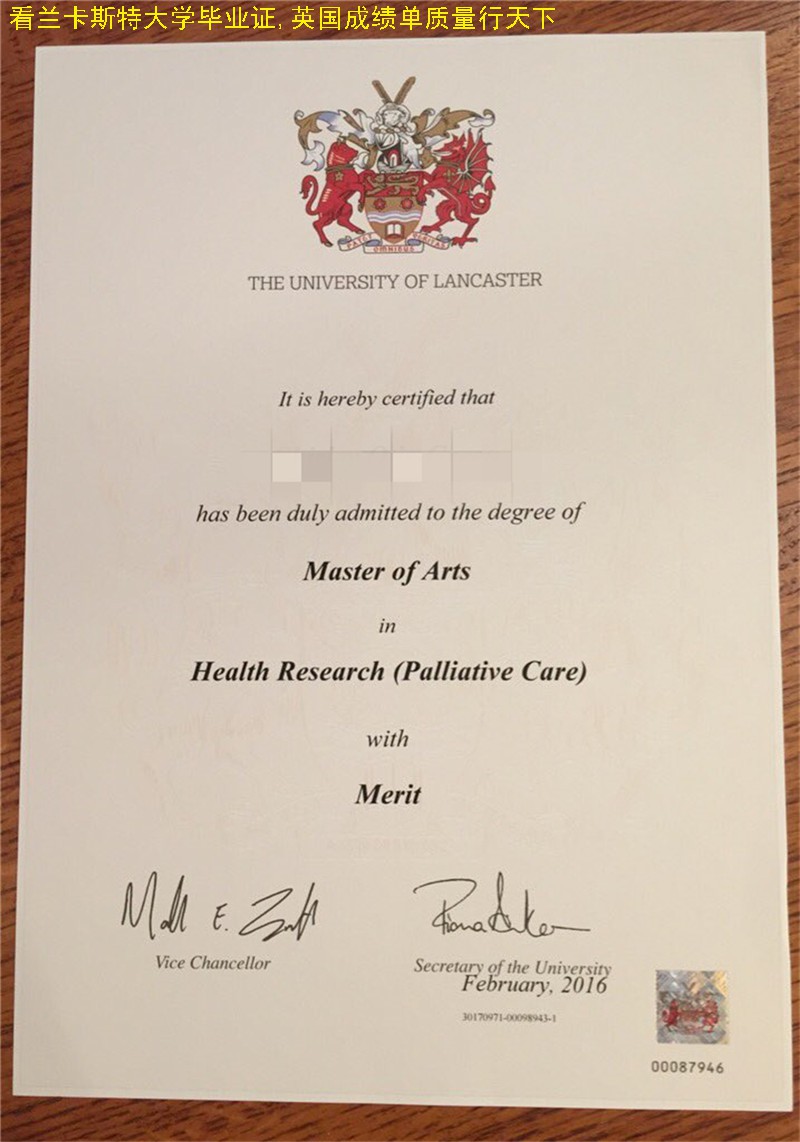 看兰卡斯特大学毕业证,英国成绩单质量行天下
PATET OMNIBUS VERITAS
THE UNIVERSITY OF LANCASTER
It is hereby certified that
has been duly admitted to the degree of
Master of Arts
in
Health Research (Palliative Care)
with
Merit
Vice Chancellor
Secretary of the University
February, 2016
30170971-00098943-1
00087946